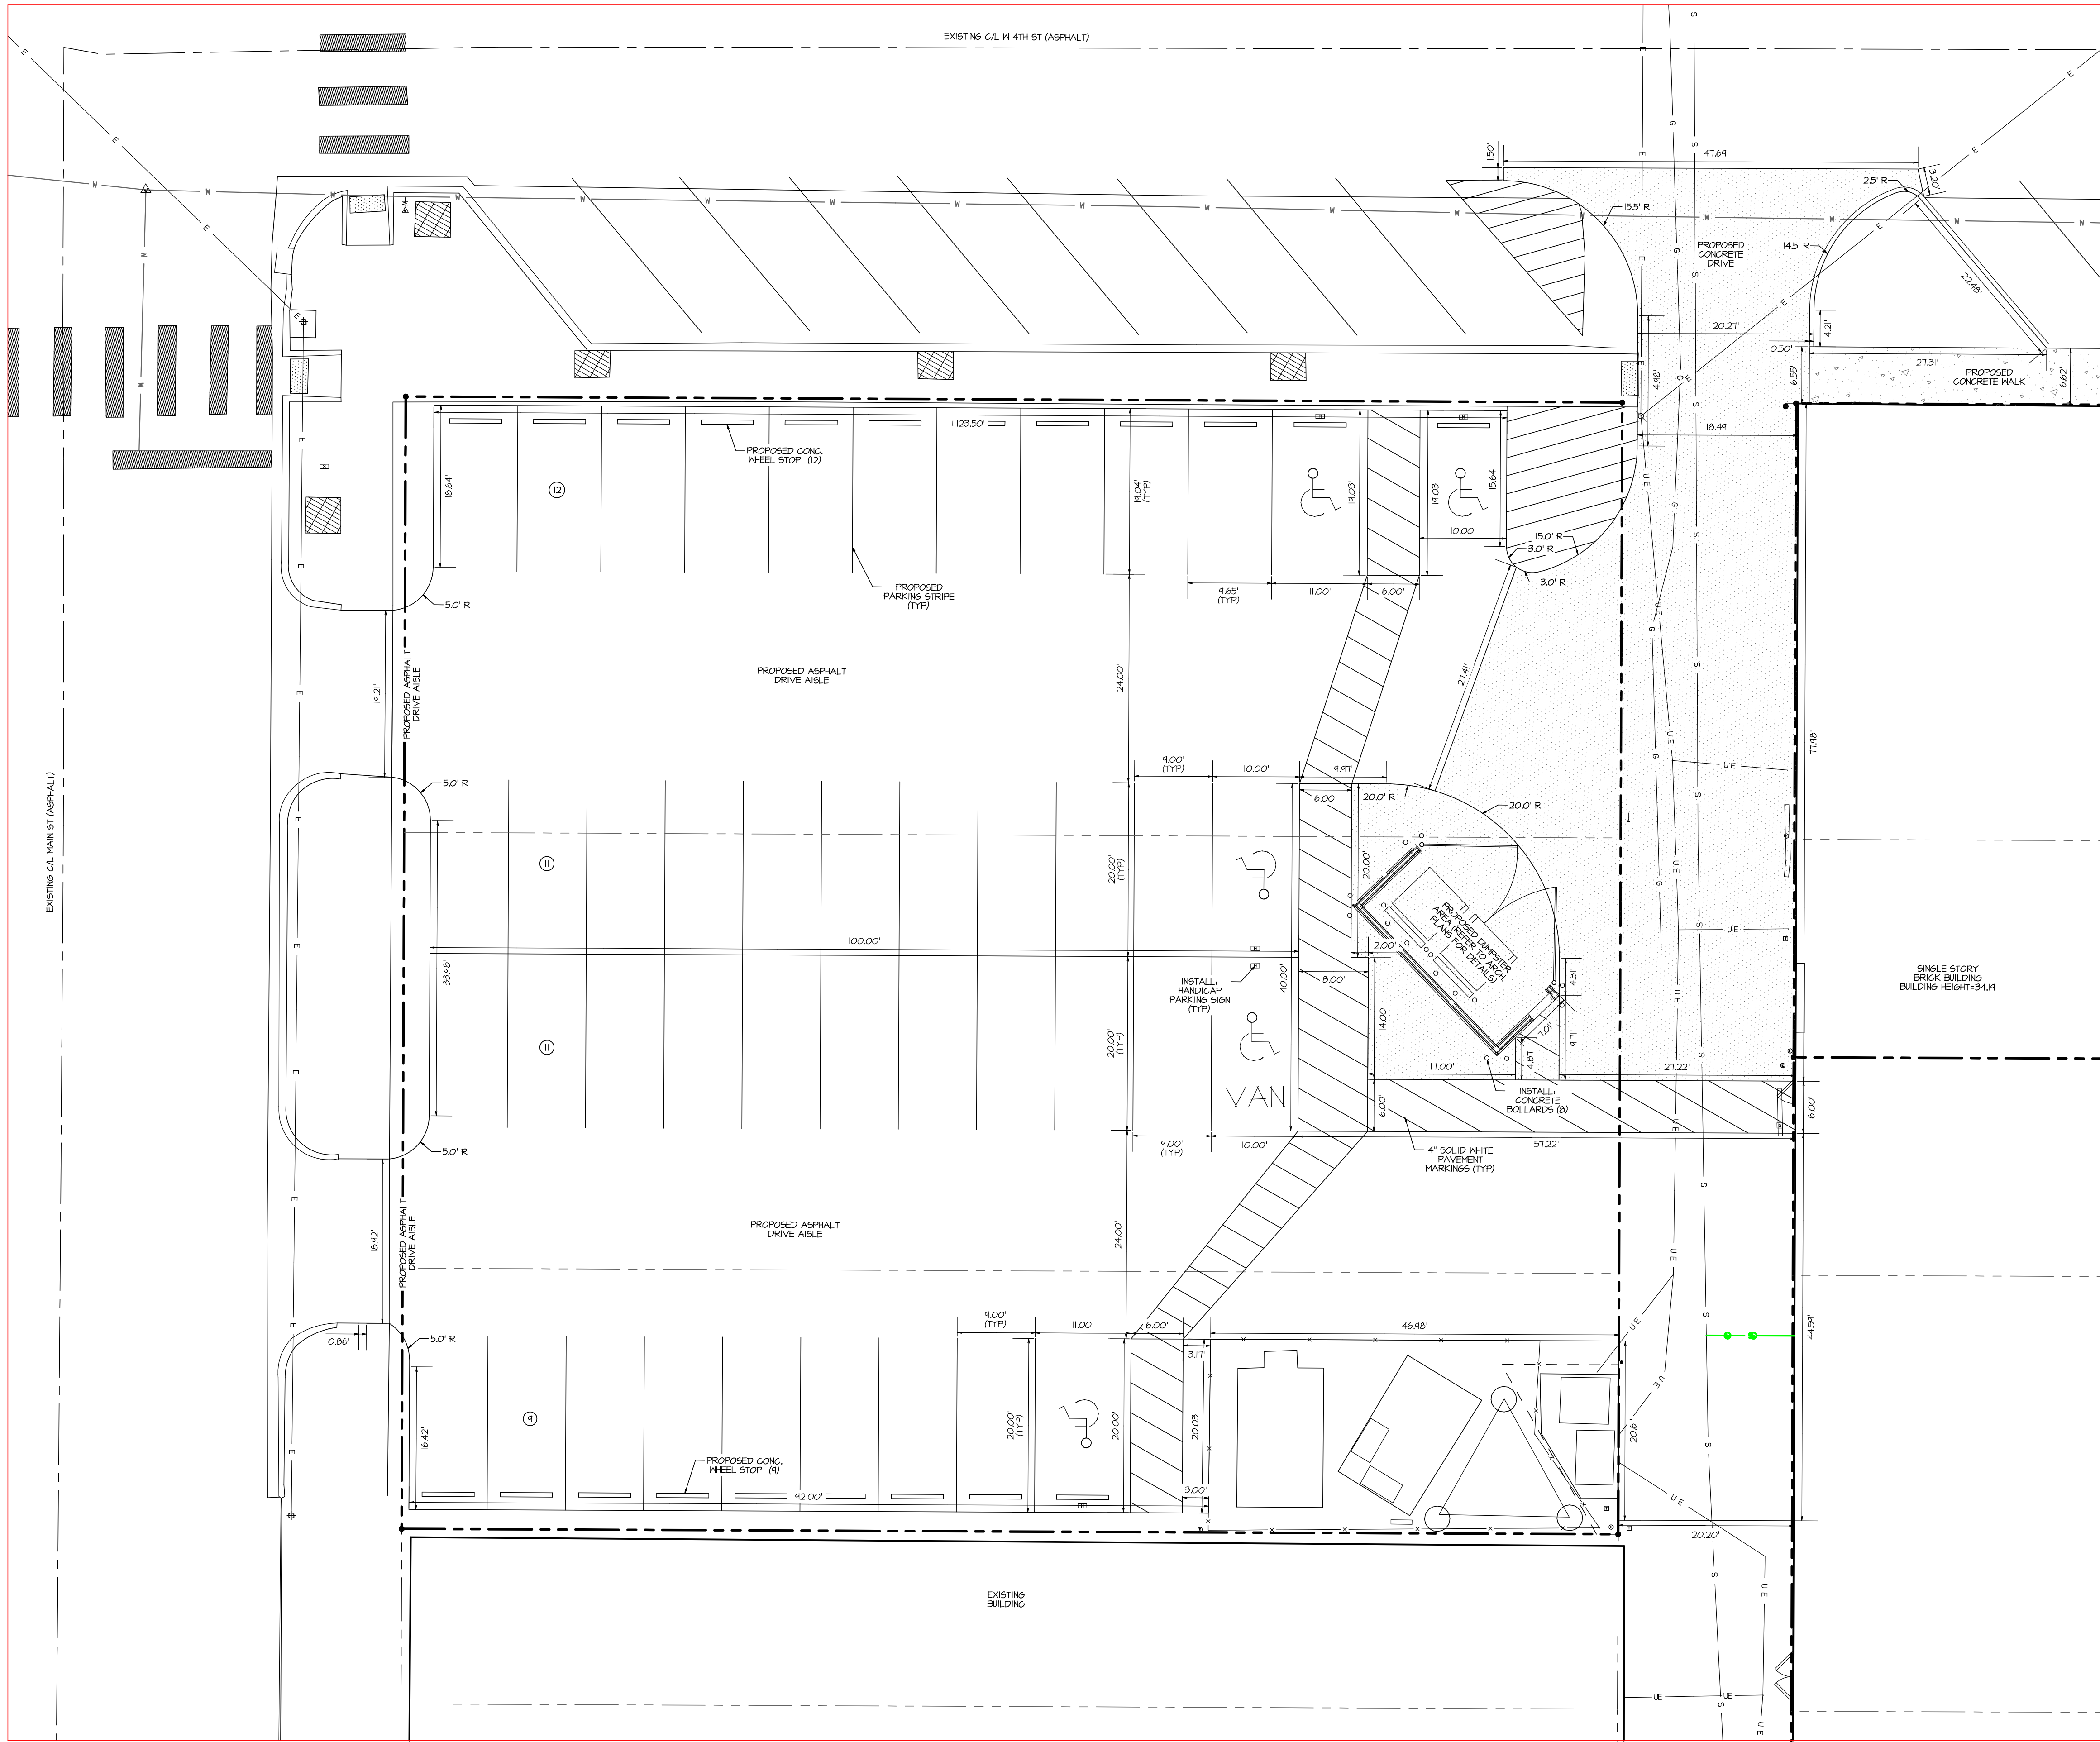 EXISTING C/L W 4TH ST (ASPHALT)
1.50'
47.69'
3.20'
2.5' R
15.5' R
14.5' R
PROPOSED
CONCRETE
DRIVE
22.48'
20.27'
4.21'
0.50'
27.31'
6.55'
6.62'
PROPOSED
CONCRETE WALK
14.98'
18.49'
123.50'
PROPOSED CONC.
WHEEL STOP (12)
18.64'
12
19.04'
(TYP)
19.03'
19.03'
15.64'
10.00'
15.0' R
3.0' R
3.0' R
PROPOSED
PARKING STRIPE
(TYP)
9.65'
(TYP)
11.00'
6.00'
5.0' R
19.21'
PROPOSED ASPHALT
DRIVE AISLE
PROPOSED ASPHALT
DRIVE AISLE
24.00'
27.41'
77.98'
EXISTING C/L MAIN ST (ASPHALT)
5.0' R
9.00'
(TYP)
10.00'
9.97'
6.00'
20.0' R
20.0' R
11
20.00'
(TYP)
20.00'
PROPOSED DUMPSTER
AREA (REFER TO ARCH.
PLANS FOR DETAILS)
100.00'
33.98'
2.00'
8.00'
40.00'
4.31'
INSTALL:
HANDICAP
PARKING SIGN
(TYP)
SINGLE STORY
BRICK BUILDING
BUILDING HEIGHT=34.19
11
20.00'
(TYP)
14.00'
7.01'
9.71'
4.87'
17.00'
27.22'
VAN
INSTALL:
CONCRETE
BOLLARDS (8)
6.00'
6.00'
9.00'
(TYP)
10.00'
57.22'
4" SOLID WHITE
PAVEMENT
MARKINGS (TYP)
5.0' R
18.92'
PROPOSED ASPHALT
DRIVE AISLE
PROPOSED ASPHALT
DRIVE AISLE
24.00'
44.59'
0.86'
5.0' R
9.00'
(TYP)
11.00'
6.00'
46.98'
3.17'
16.42'
9
20.00'
(TYP)
20.00'
20.03'
20.61'
PROPOSED CONC.
WHEEL STOP (9)
92.00'
3.00'
20.20'
EXISTING
BUILDING